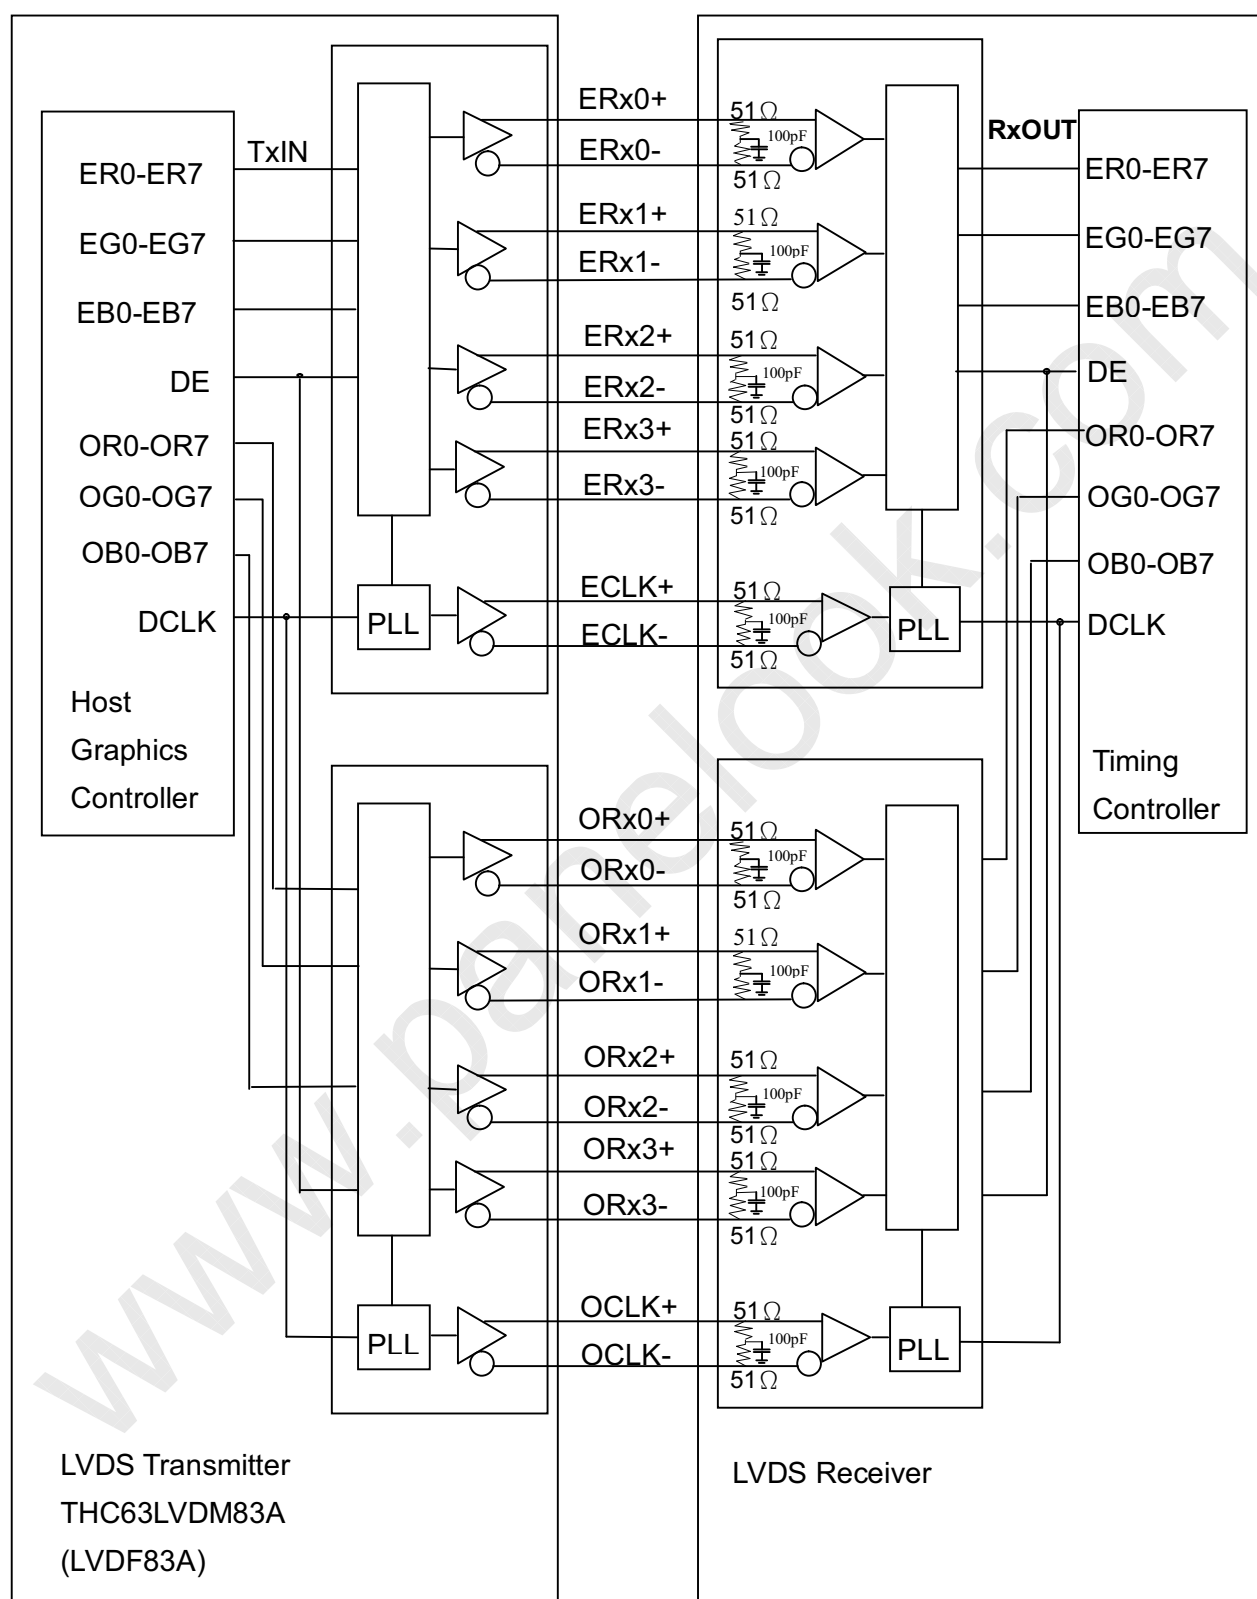 ERx0+
51Ω
100pF
ERx0-
51Ω
TxIN
RxOUT
ER0-ER7
ER0-ER7
ERx1+
51Ω
100pF
ERx1-
51Ω
EG0-EG7
EG0-EG7
EB0-EB7
EB0-EB7
ERx2+
51Ω
100pF
ERx2-
51Ω
DE
DE
ERx3+
51Ω
100pF
ERx3-
51Ω
OR0-OR7
OR0-OR7
OG0-OG7
OG0-OG7
OB0-OB7
OB0-OB7
ECLK+
51Ω
100pF
ECLK-
51Ω
DCLK
PLL
PLL
DCLK
Host
Graphics
Controller
Timing
Controller
ORx0+
51Ω
100pF
ORx0-
51Ω
ORx1+
51Ω
100pF
ORx1-
ORx2+
51Ω
100pF
ORx2-
51Ω
ORx3+
51Ω
100pF
ORx3-
51Ω
OCLK+
51Ω
100pF
OCLK-
51Ω
PLL
PLL
LVDS Transmitter
THC63LVDM83A
(LVDF83A)
LVDS Receiver
www.panelook.com